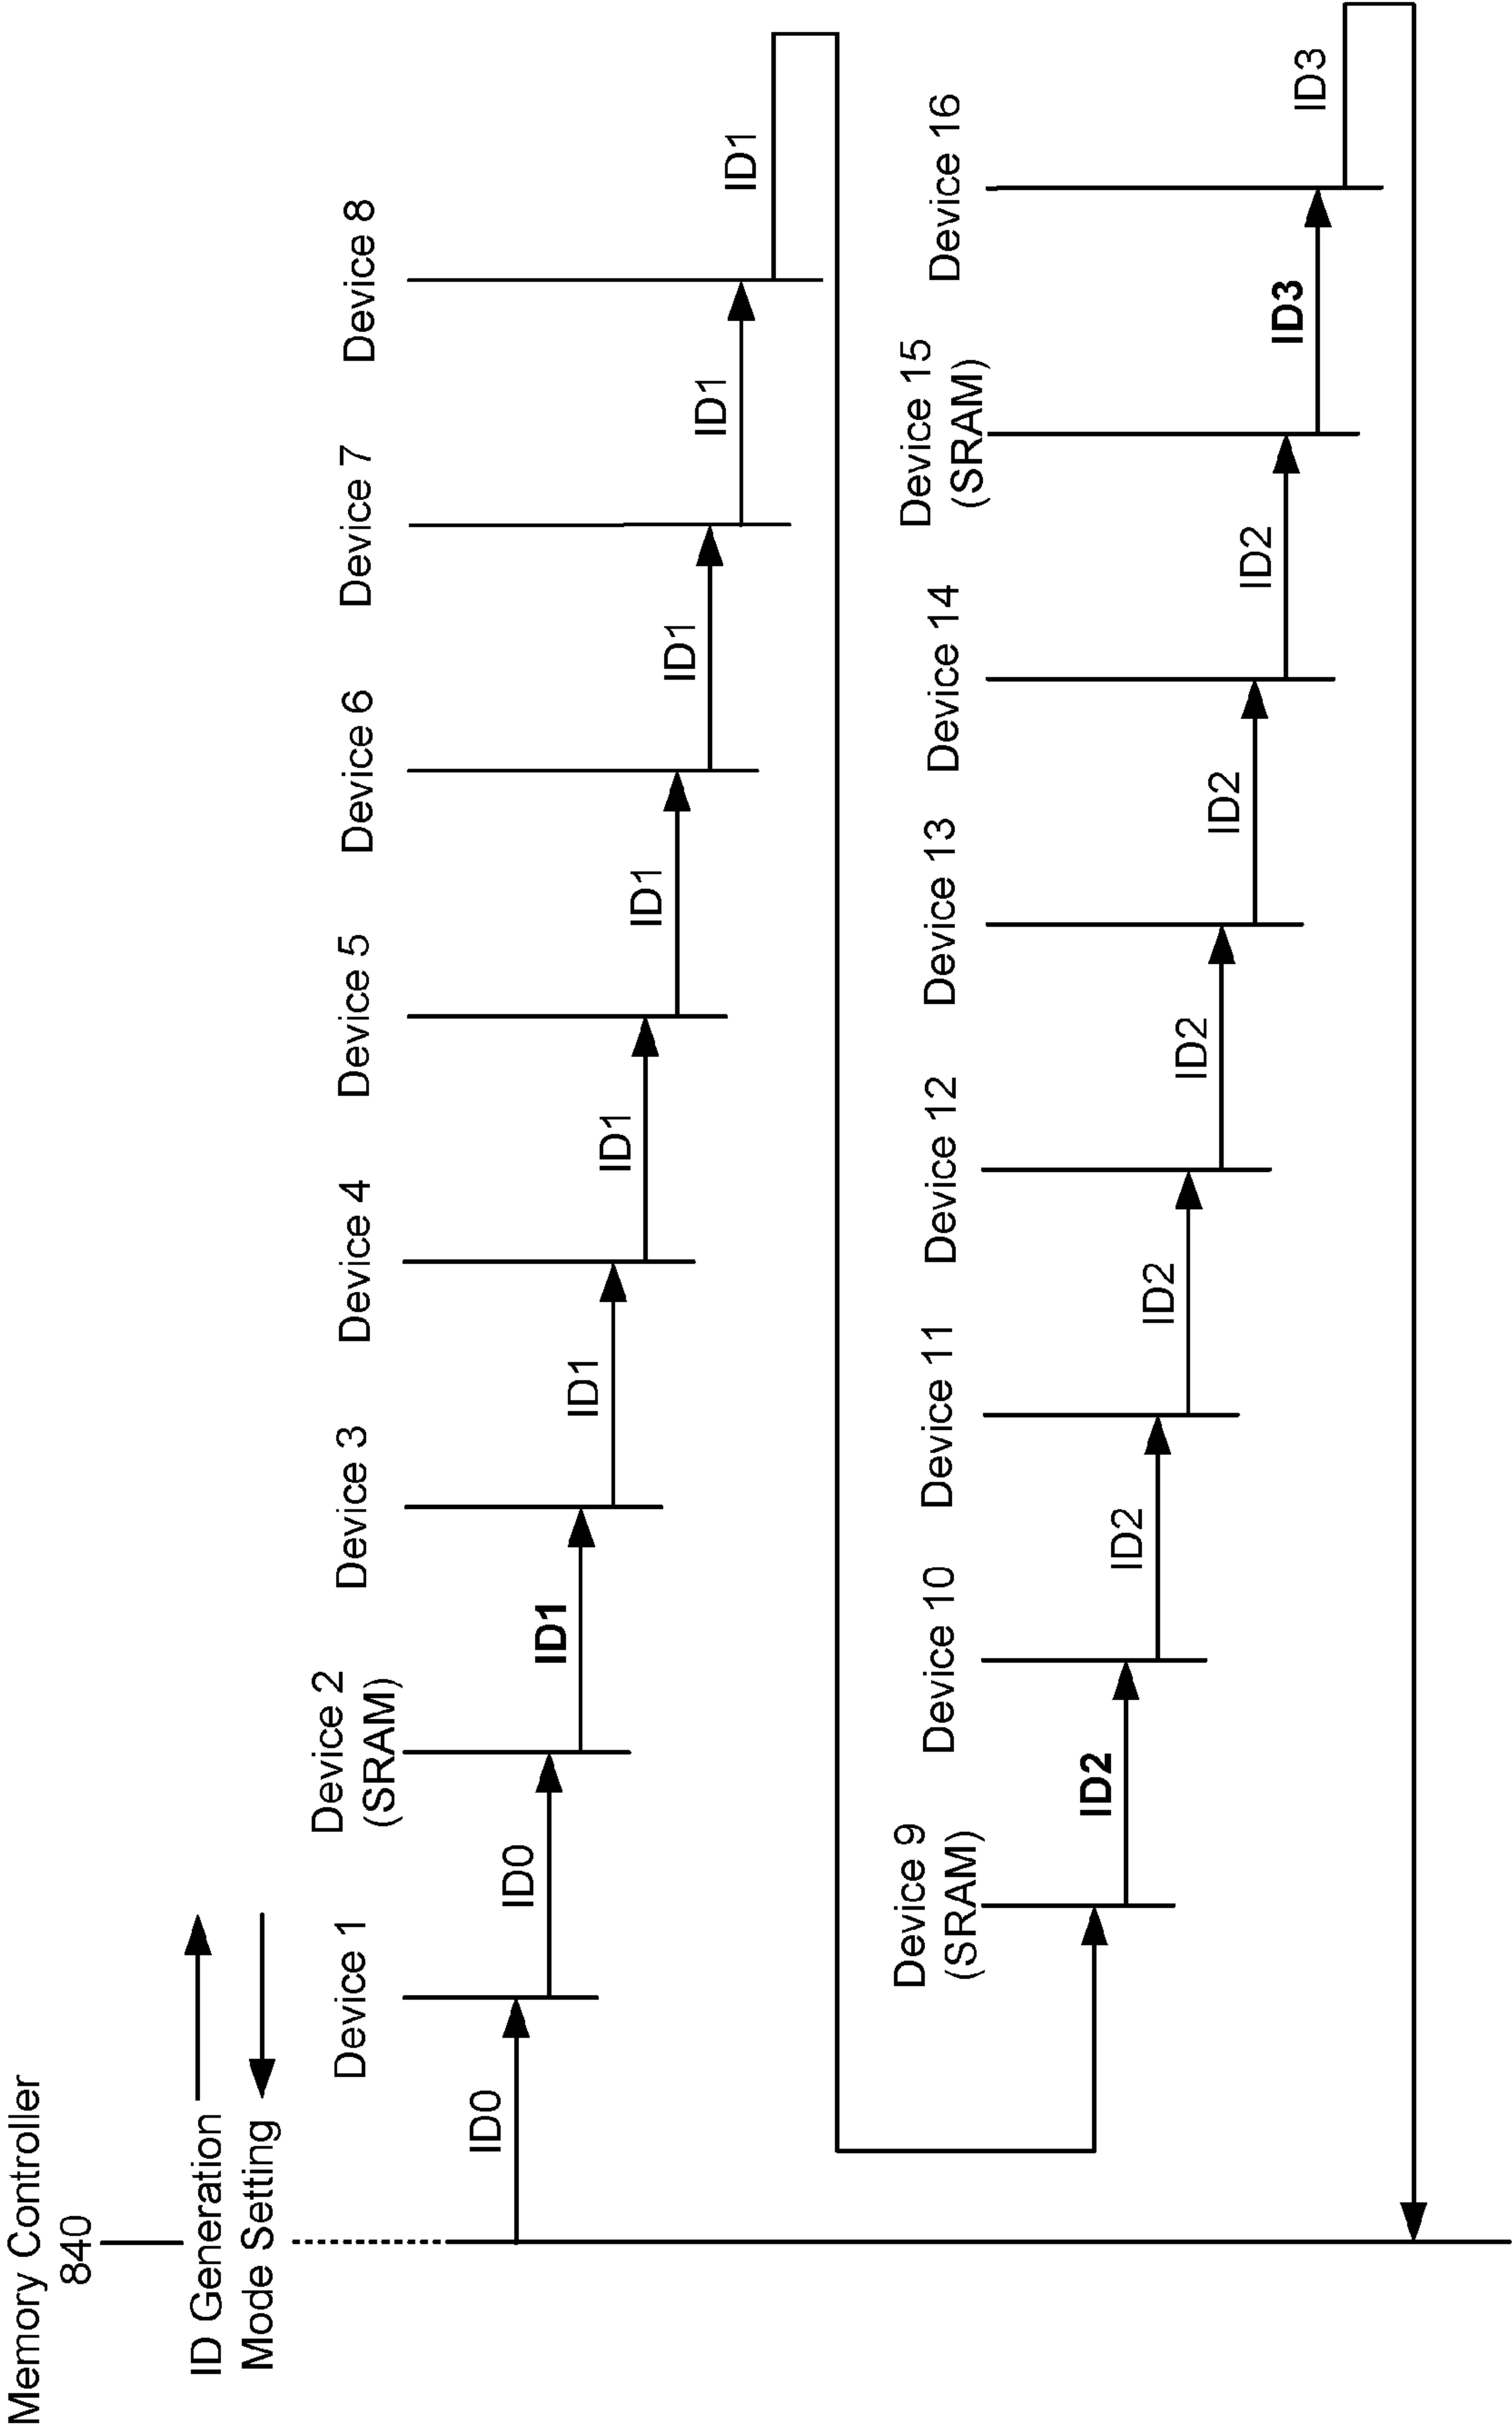 Memory Controller
840
ID Generation
Mode Setting
Device 1
Device 2
(SRAM)
Device 3
Device 4
Device 5
Device 6
Device 7
Device 8
ID0
ID0
ID1
ID1
ID1
ID1
ID1
ID1
ID1
Device 9
(SRAM)
Device 10
Device 11
Device 12
Device 13
Device 14
Device 15
(SRAM)
Device 16
ID2
ID2
ID2
ID2
ID2
ID2
ID3
ID3